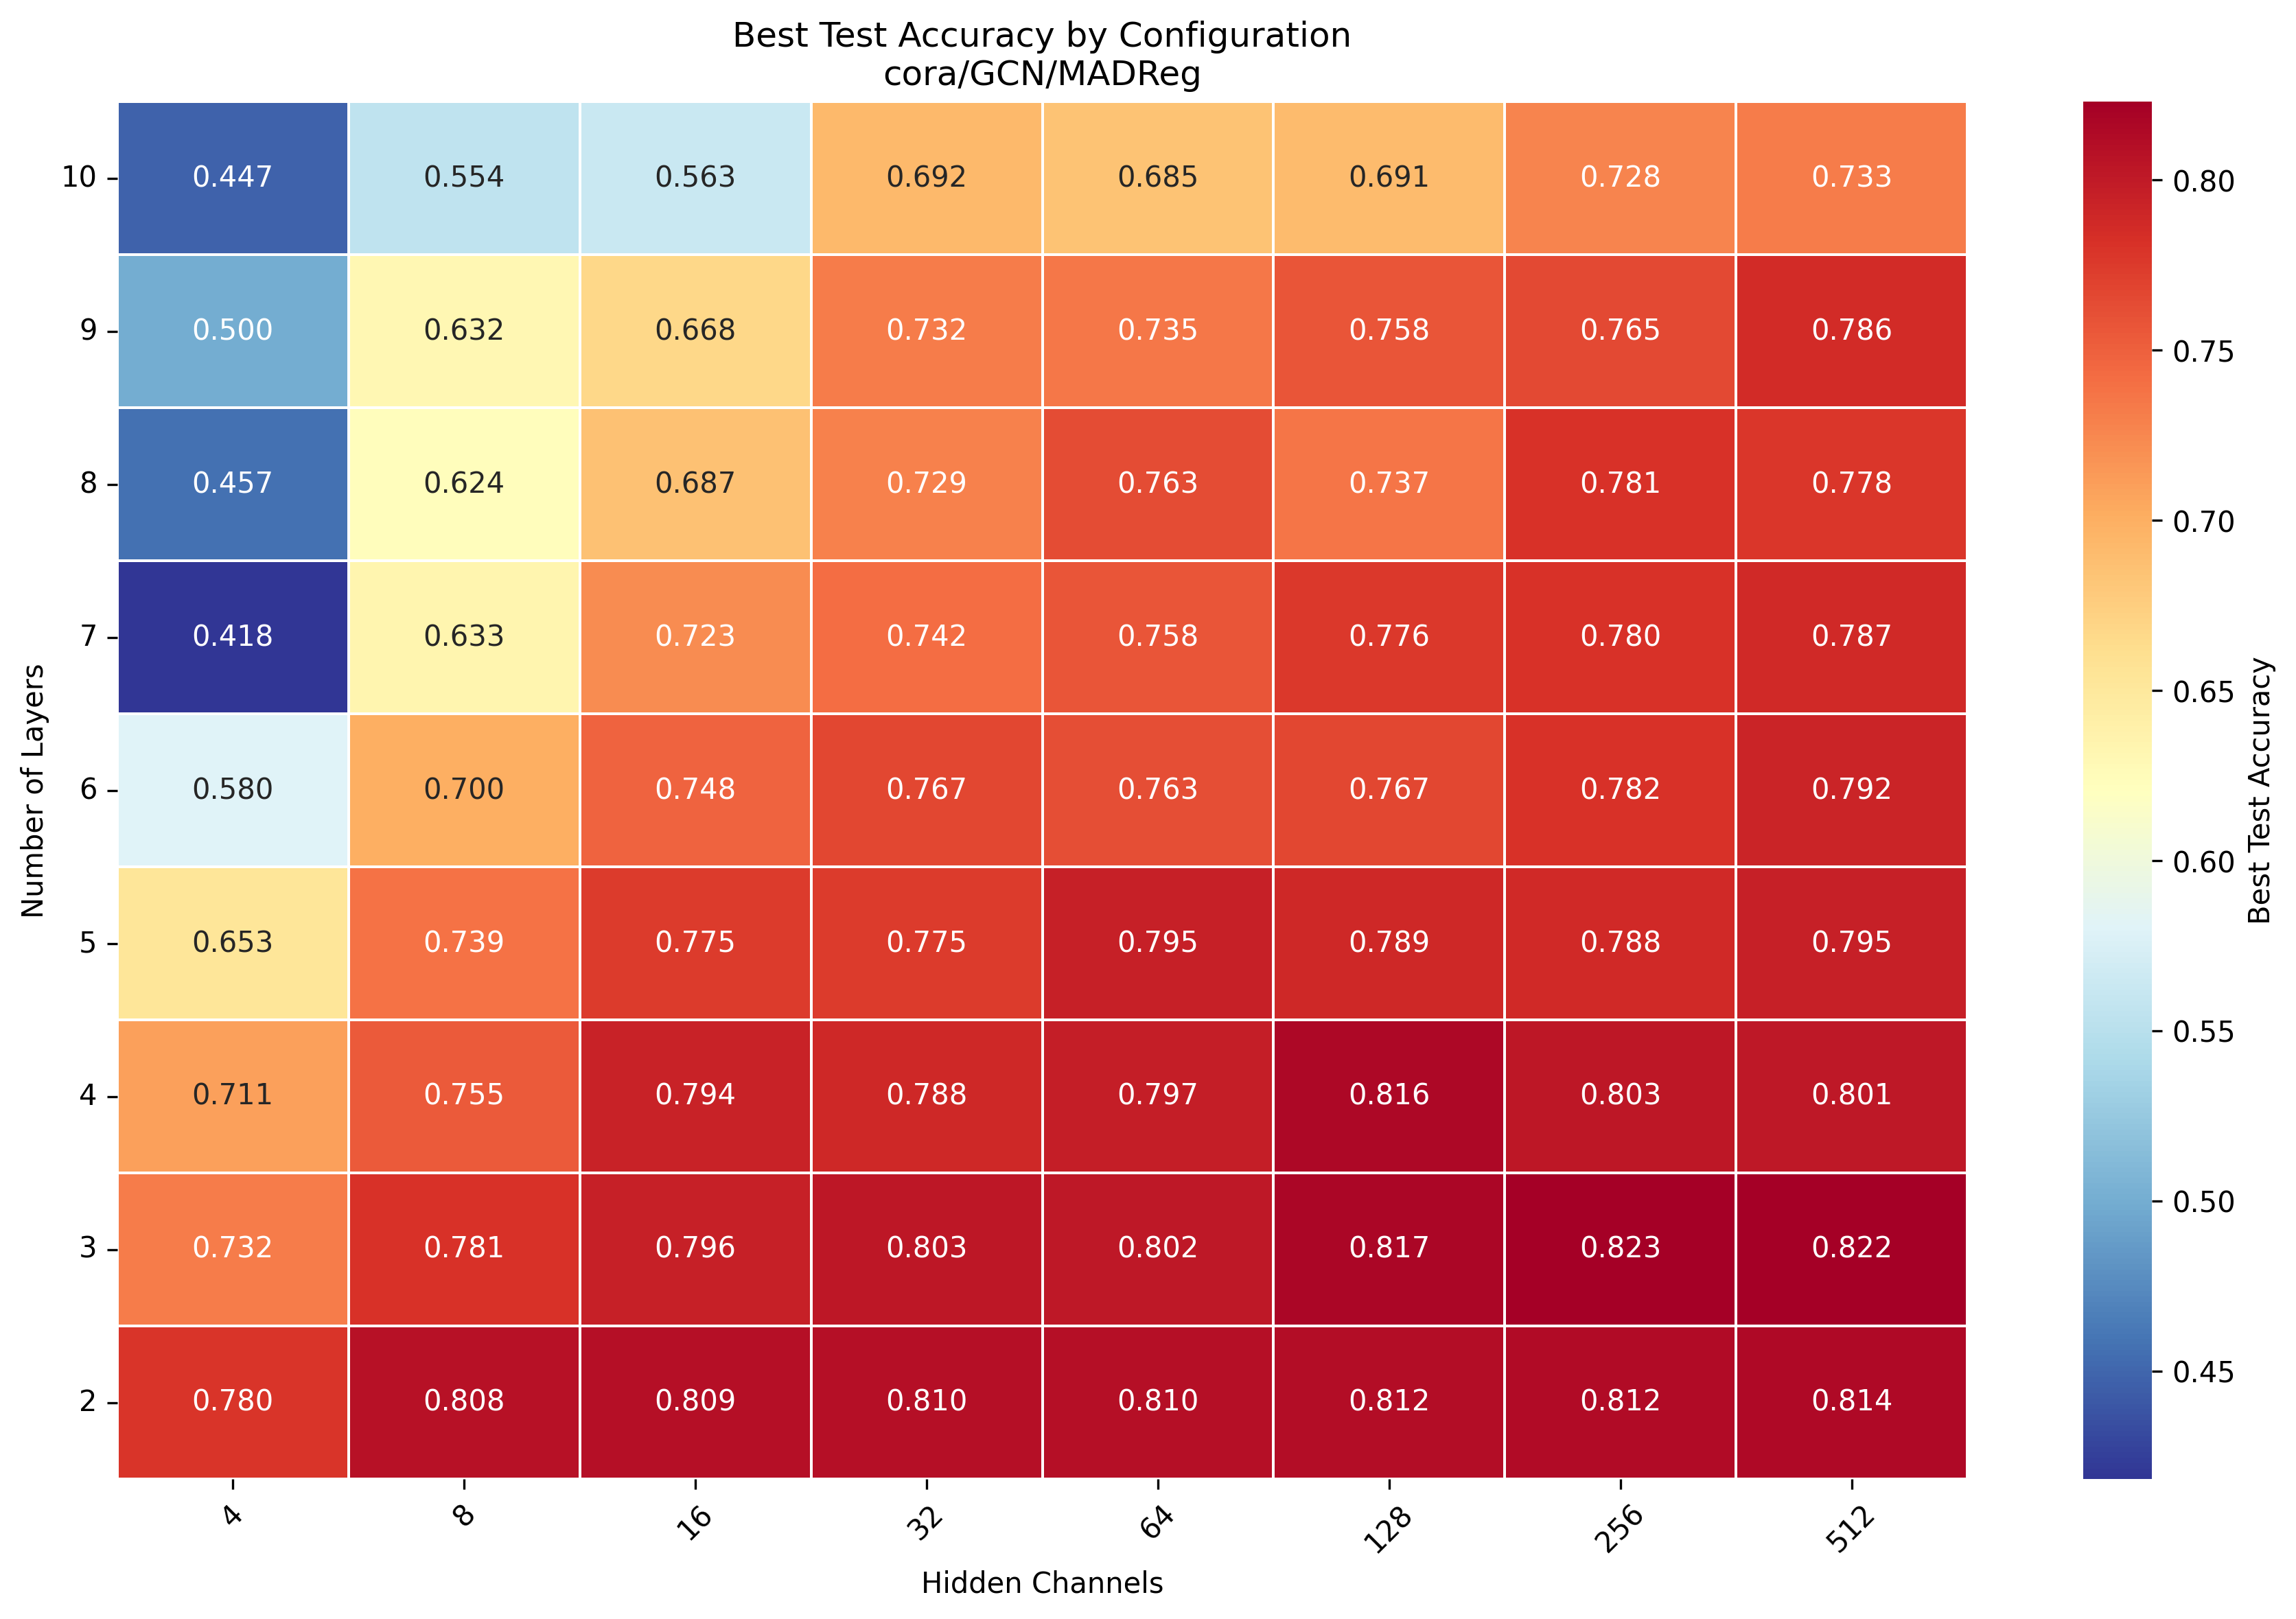 Best Test Accuracy by Configuration
cora/GCN/MADReg
10 0.447 0.554 0.563 0.692 0.685 0.691 0.728 0.733
9 0.500 0.632 0.668 0.732 0.735 0.758 0.765 0.786
8 0.457 0.624 0.687 0.729 0.763 0.737 0.781 0.778
7 0.418 0.633 0.723 0.742 0.758 0.776 0.780 0.787
6 0.580 0.700 0.748 0.767 0.763 0.767 0.782 0.792
5 0.653 0.739 0.775 0.775 0.795 0.789 0.788 0.795
4 0.711 0.755 0.794 0.788 0.797 0.816 0.803 0.801
3 0.732 0.781 0.796 0.803 0.802 0.817 0.823 0.822
2 0.780 0.808 0.809 0.810 0.810 0.812 0.812 0.814
4 8 16 32 64 128 256 512
Hidden Channels
Number of Layers
0.80
0.75
0.70
0.65
0.60
0.55
0.50
0.45
Best Test Accuracy